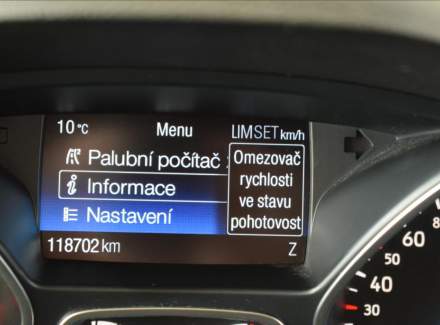 10 °C Menu LIMSET km/h
Palubní počítač
Informace
Nastavení
Omezovač
rychlosti
ve stavu
pohotovost
118702 km Z
60
50
40
30